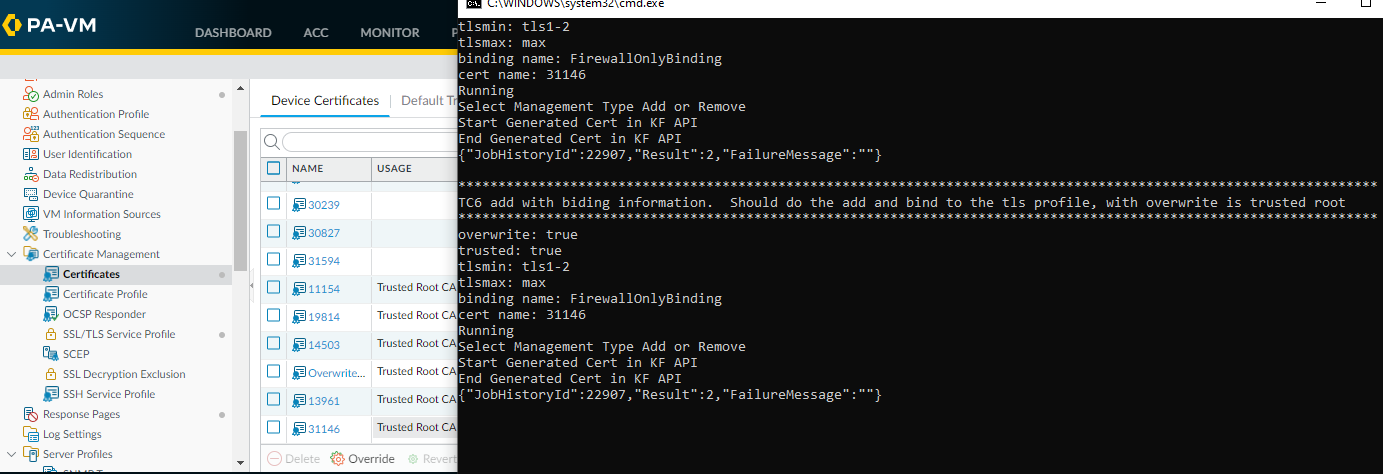 PA-VM
DASHBOARD
ACC
MONITOR
Admin Roles
Authentication Profile
Authentication Sequence
User Identification
Data Redistribution
Device Quarantine
VM Information Sources
Troubleshooting
Certificate Management
Certificates
Certificate Profile
OCSP Responder
SSL/TLS Service Profile
SCEP
SSL Decryption Exclusion
SSH Service Profile
Response Pages
Log Settings
Server Profiles
Device Certificates
Default Tr
NAME USAGE
30239
30827
31594
11154 Trusted Root CA
19814 Trusted Root CA
14503 Trusted Root CA
Overwrite... Trusted Root CA
13961 Trusted Root CA
31146 Trusted Root CA
Delete Override Revert
C:\WINDOWS\system32\cmd.exe
tlsmin: tls1-2
tlsmax: max
binding name: FirewallOnlyBinding
cert name: 31146
Running
Select Management Type Add or Remove
Start Generated Cert in KF API
End Generated Cert in KF API
{"JobHistoryId":22907,"Result":2,"FailureMessage":""}
*******************************************************************************************************************
TC6 add with biding information.  Should do the add and bind to the tls profile, with overwrite is trusted root
*******************************************************************************************************************
overwrite: true
trusted: true
tlsmin: tls1-2
tlsmax: max
binding name: FirewallOnlyBinding
cert name: 31146
Running
Select Management Type Add or Remove
Start Generated Cert in KF API
End Generated Cert in KF API
{"JobHistoryId":22907,"Result":2,"FailureMessage":""}